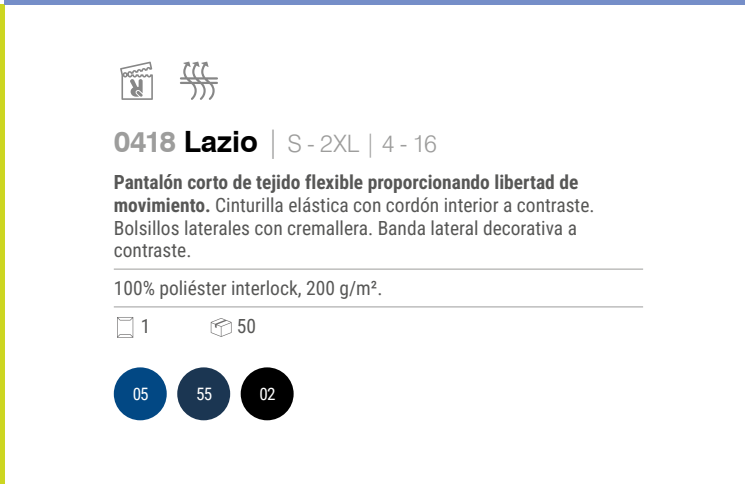 0418 Lazio | S - 2XL | 4 - 16
Pantalón corto de tejido flexible proporcionando libertad de
movimiento. Cinturilla elástica con cordón interior a contraste.
Bolsillos laterales con cremallera. Banda lateral decorativa a
contraste.
100% poliéster interlock, 200 g/m².
1 50
05 55 02